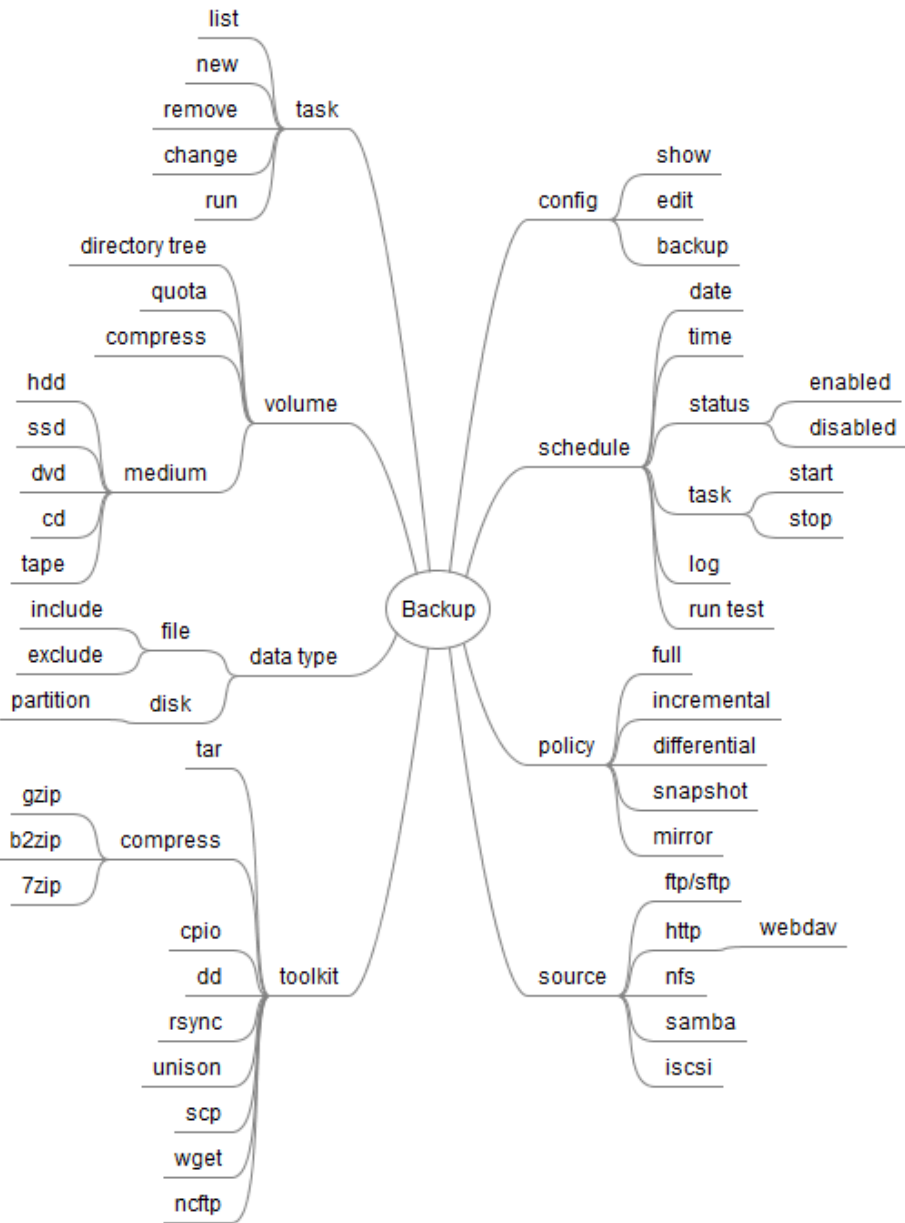 list
new
remove
task
change
run
directory tree
quota
compress
hdd
volume
ssd
dvd
medium
cd
tape
include
file
exclude
data type
partition
disk
tar
gzip
b2zip
compress
7zip
cpio
dd
toolkit
rsync
unison
scp
wget
ncftp
Backup
show
config
edit
backup
date
time
enabled
status
disabled
schedule
start
task
stop
log
run test
full
incremental
policy
differential
snapshot
mirror
ftp/sftp
http
webdav
source
nfs
samba
iscsi